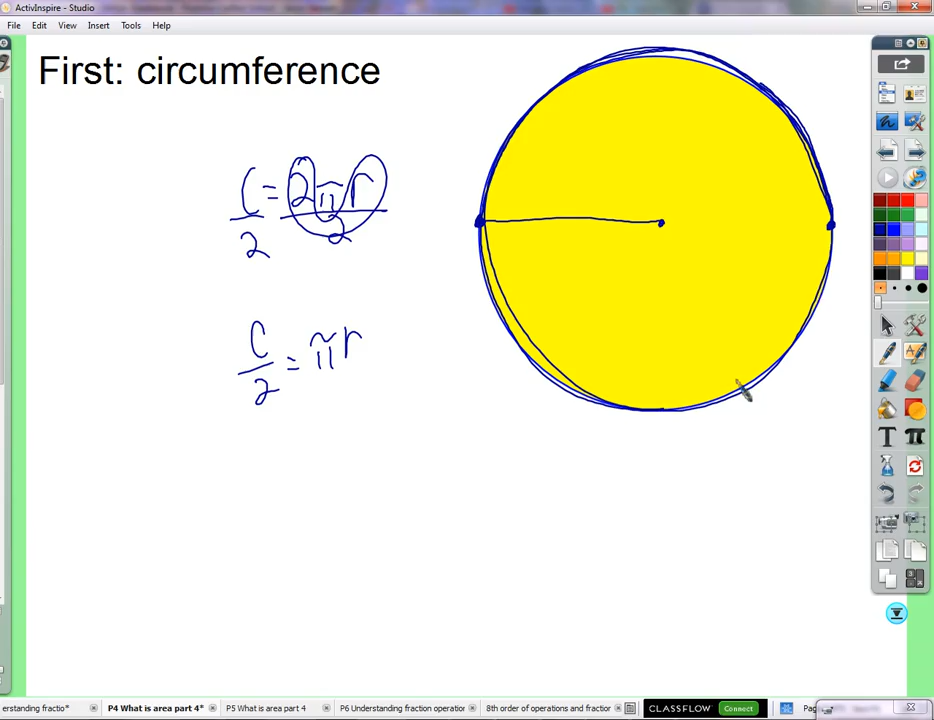 ActivInspire - Studio
File Edit View Insert Tools Help
First: circumference
C/2 = 2πr/2
C/2 = πr
T π
erstanding fractio* P4 What is area part 4* P5 What is area part 4 P6 Understanding fraction operation 8th order of operations and fraction CLASSFLOW Connect